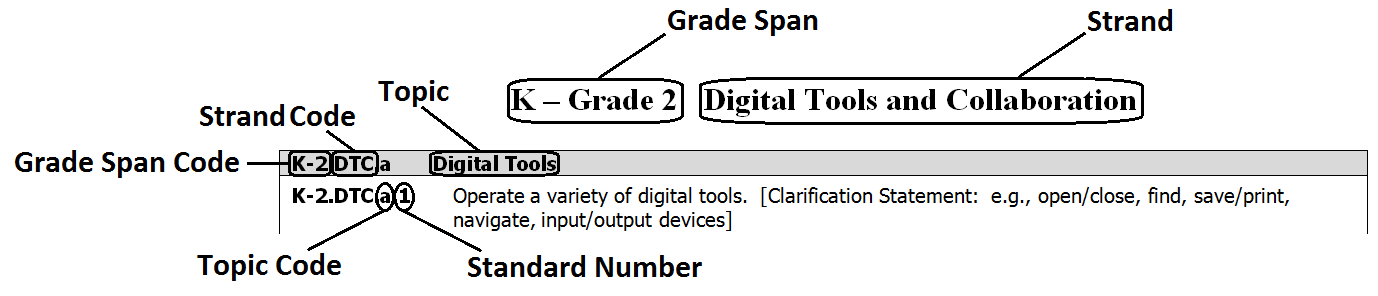 Grade Span
Strand
Topic
K – Grade 2 Digital Tools and Collaboration
Strand Code
Grade Span Code
K-2.DTC.a Digital Tools
K-2.DTC.a.1 Operate a variety of digital tools. [Clarification Statement: e.g., open/close, find, save/print,
navigate, input/output devices]
Topic Code
Standard Number